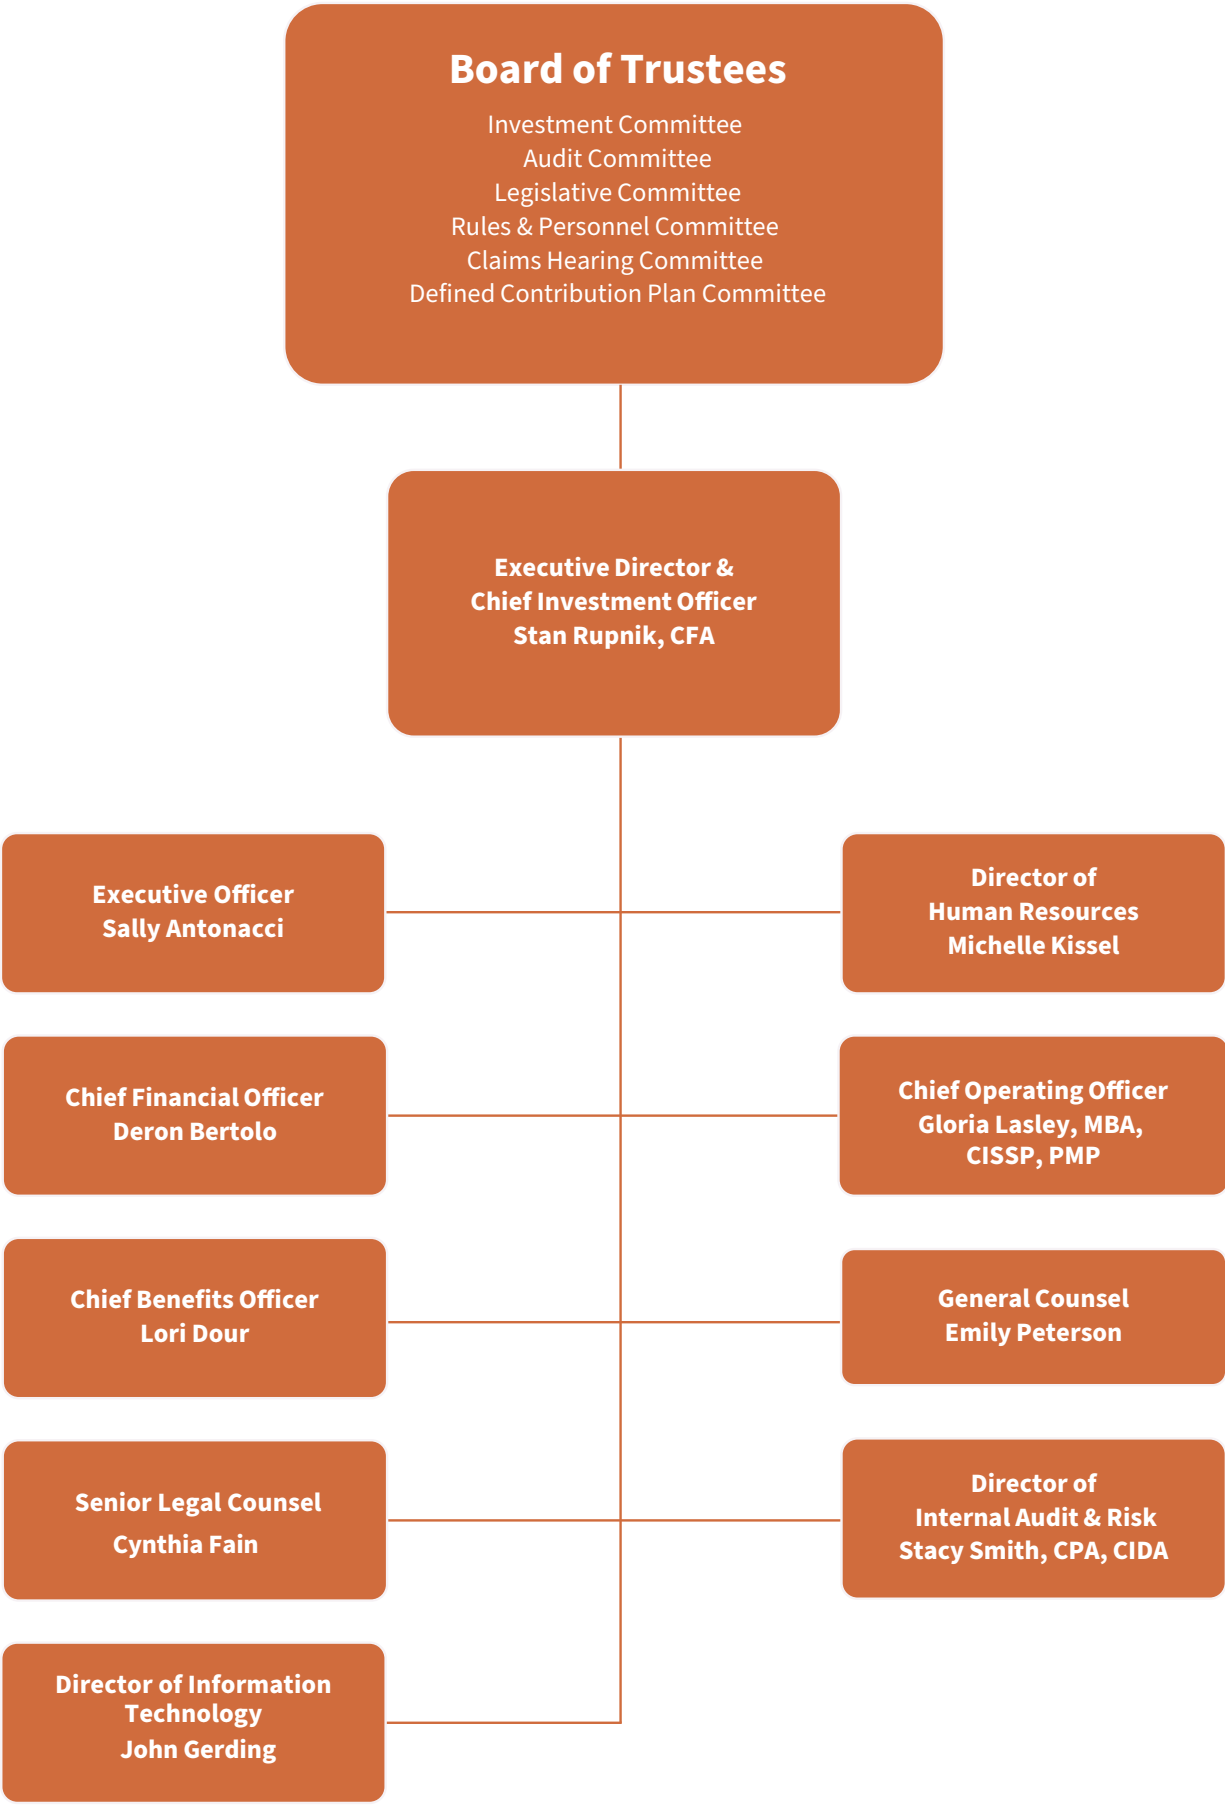 Board of Trustees
Investment Committee
Audit Committee
Legislative Committee
Rules & Personnel Committee
Claims Hearing Committee
Defined Contribution Plan Committee
Executive Director &
Chief Investment Officer
Stan Rupnik, CFA
Executive Officer
Sally Antonacci
Director of
Human Resources
Michelle Kissel
Chief Financial Officer
Deron Bertolo
Chief Operating Officer
Gloria Lasley, MBA,
CISSP, PMP
Chief Benefits Officer
Lori Dour
General Counsel
Emily Peterson
Senior Legal Counsel
Cynthia Fain
Director of
Internal Audit & Risk
Stacy Smith, CPA, CIDA
Director of Information
Technology
John Gerding